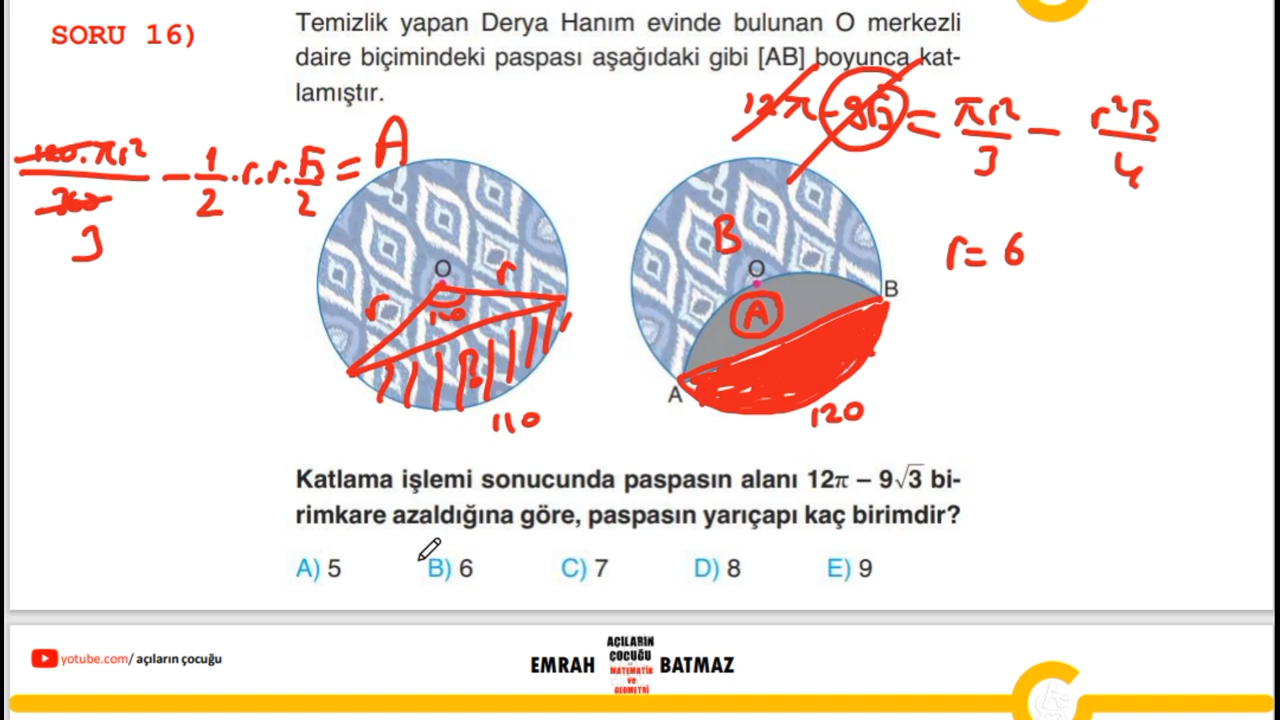 SORU 16)
Temizlik yapan Derya Hanım evinde bulunan O merkezli
daire biçimindeki paspası aşağıdaki gibi [AB] boyunca kat-
lamıştır.
12π - 9√3 = πr²/3 - r²√3/4
120.πr²/360 - 1/2 .r.r. √3/2 = A
3
r = 6
O
r
r
120
B
110
B
O
A
B
A
120
Katlama işlemi sonucunda paspasın alanı 12π – 9√3 bi-
rimkare azaldığına göre, paspasın yarıçapı kaç birimdir?
A) 5 B) 6 C) 7 D) 8 E) 9
yotube.com/ açıların çocuğu
EMRAH
AÇILARIN
ÇOCUĞU
MATEMATİK
ve
GEOMETRİ
BATMAZ